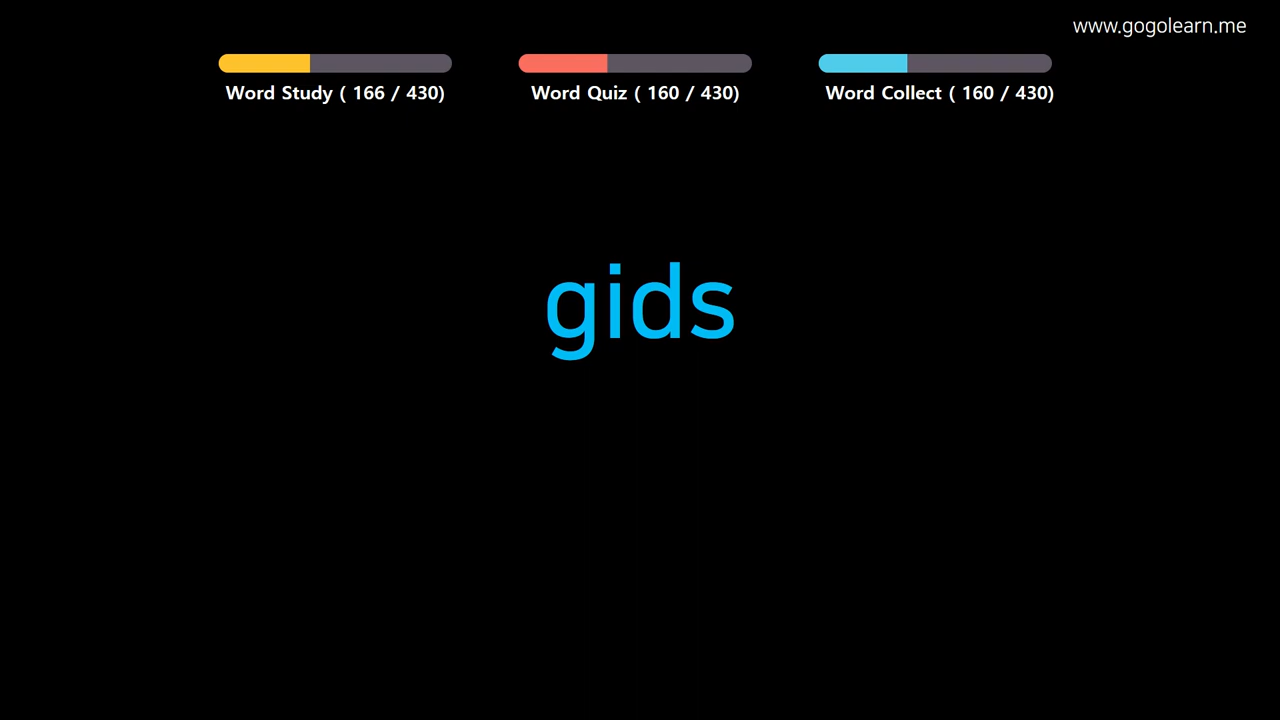 www.gogolearn.me
Word Study ( 166 / 430)
Word Quiz ( 160 / 430)
Word Collect ( 160 / 430)
gids